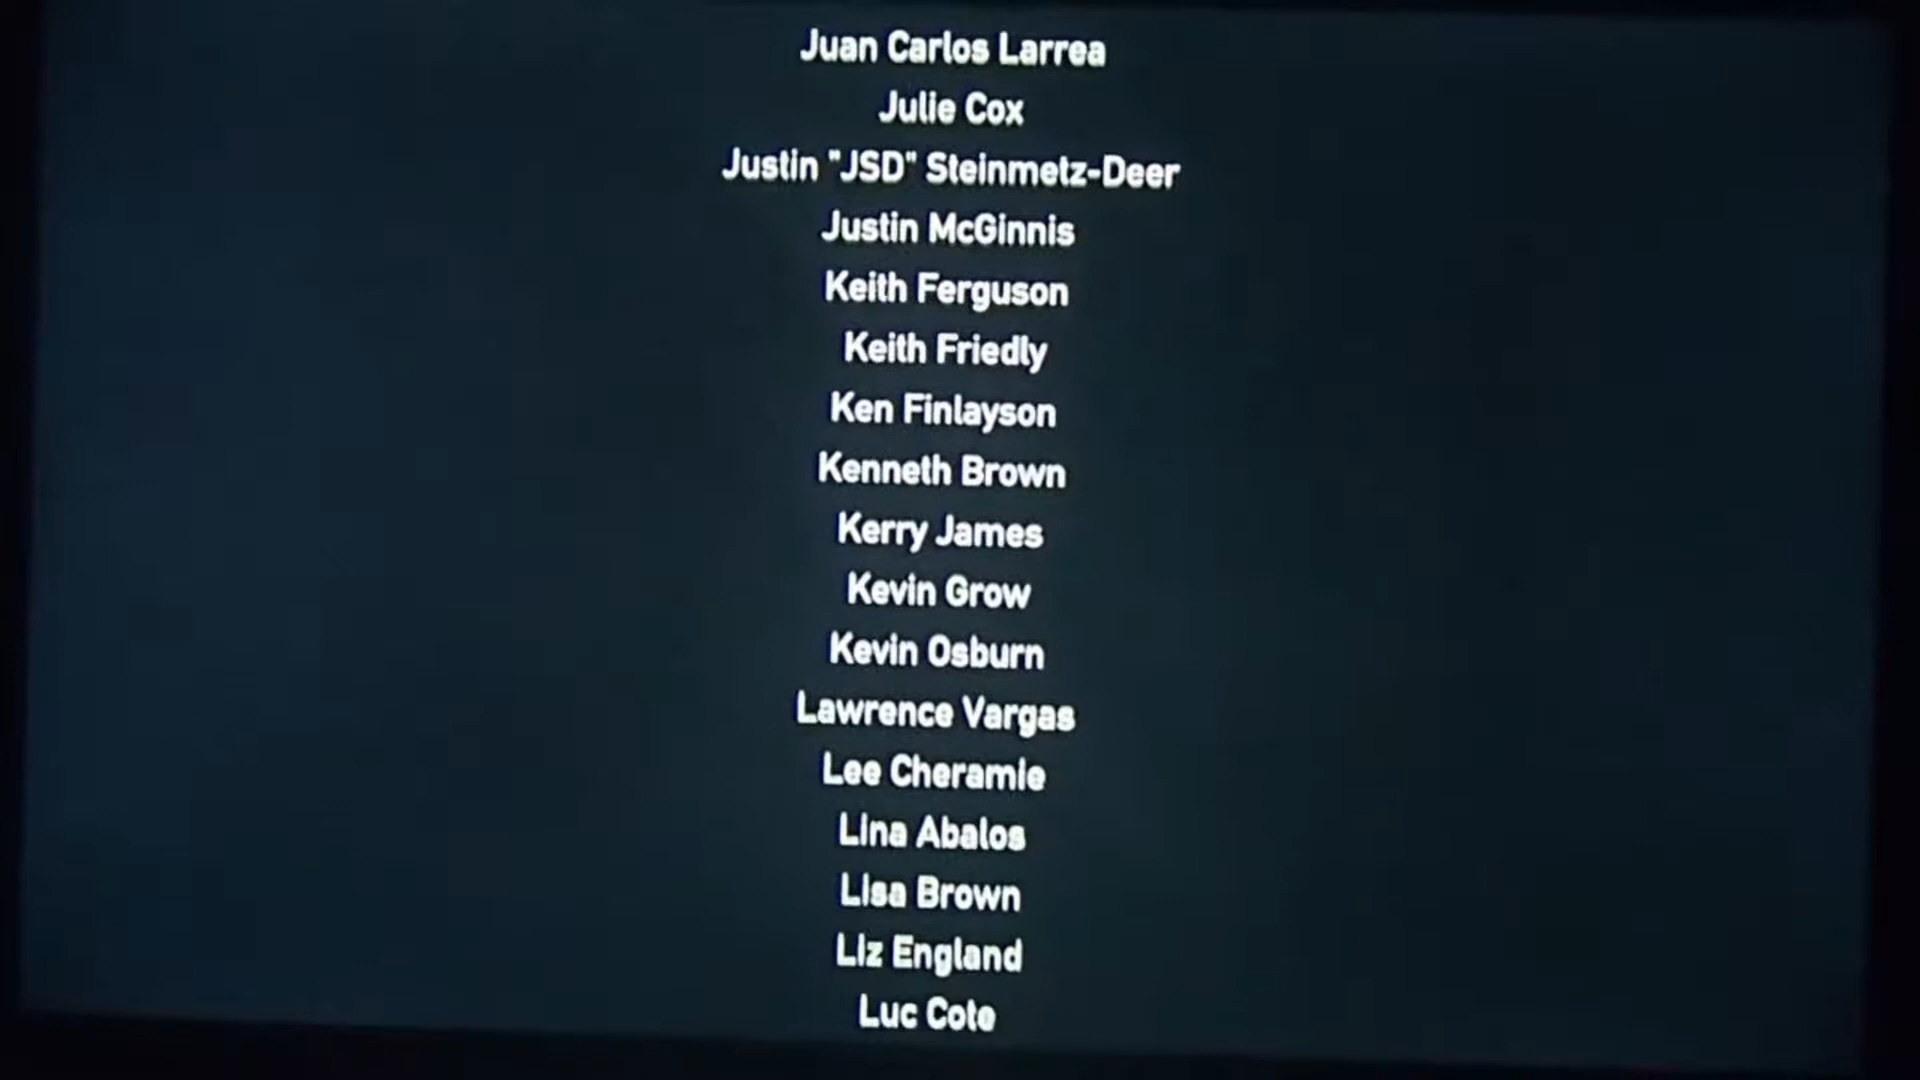 Juan Carlos Larrea
Julie Cox
Justin "JSD" Steinmetz-Deer
Justin McGinnis
Keith Ferguson
Keith Friedly
Ken Finlayson
Kenneth Brown
Kerry James
Kevin Grow
Kevin Osburn
Lawrence Vargas
Lee Cheramie
Lina Abalos
Lisa Brown
Liz England
Luc Cote